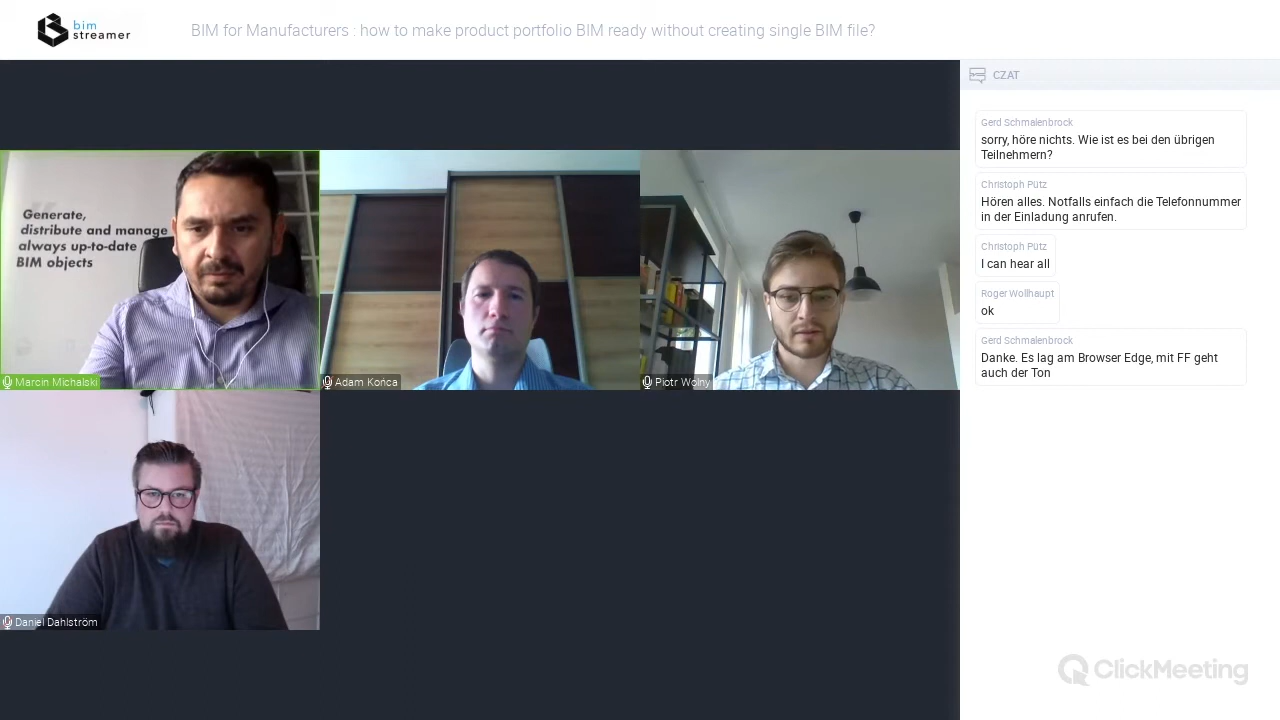 bim
streamer
BIM for Manufacturers : how to make product portfolio BIM ready without creating single BIM file?
Generate,
distribute and manage
always up-to-date
BIM objects
Marcin Michalski
Adam Końca
Piotr Wolny
Daniel Dahlström
CZAT
Gerd Schmalenbrock
sorry, höre nichts. Wie ist es bei den übrigen
Teilnehmern?
Christoph Pütz
Hören alles. Notfalls einfach die Telefonnummer
in der Einladung anrufen.
Christoph Pütz
I can hear all
Roger Wollhaupt
ok
Gerd Schmalenbrock
Danke. Es lag am Browser Edge, mit FF geht
auch der Ton
ClickMeeting